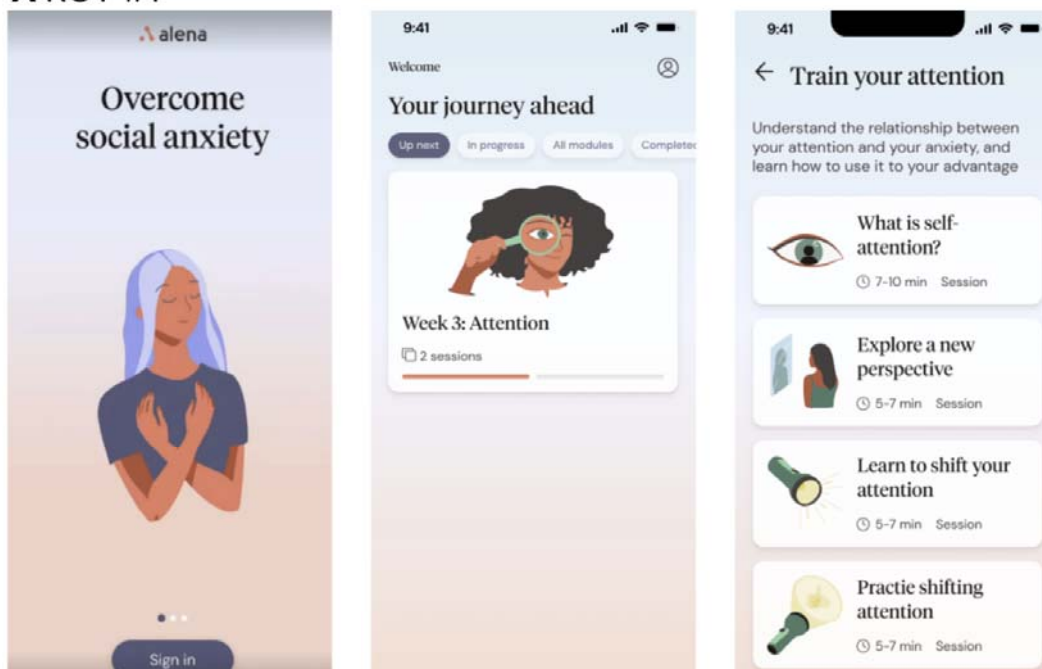 alena
Overcome
social anxiety
Sign in
9:41
Welcome
Your journey ahead
Up next
In progress
All modules
Completed
Week 3: Attention
2 sessions
9:41
← Train your attention
Understand the relationship between
your attention and your anxiety, and
learn how to use it to your advantage
What is self-
attention?
7-10 min Session
Explore a new
perspective
5-7 min Session
Learn to shift your
attention
5-7 min Session
Practie shifting
attention
5-7 min Session